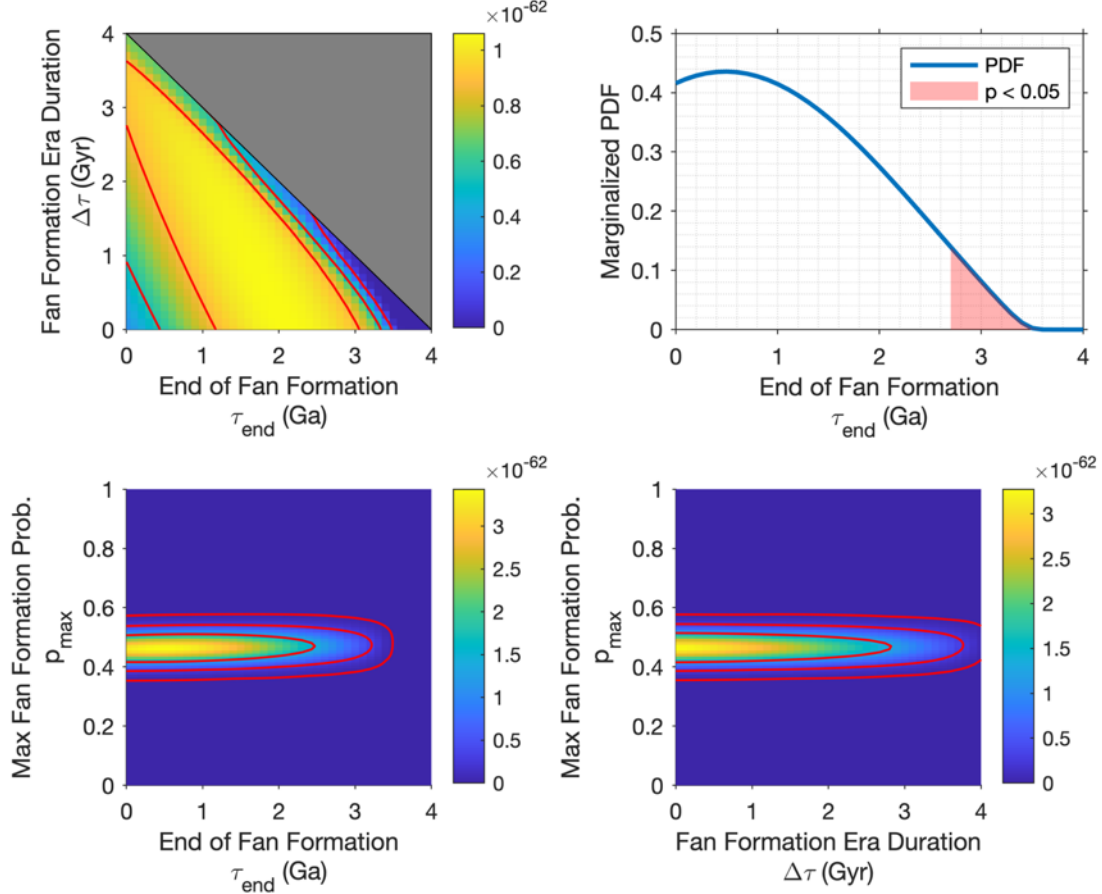 ×10^-62
4
3
2
1
0
0 1 2 3 4
Fan Formation Era Duration
Δτ (Gyr)
End of Fan Formation
τ_end (Ga)
1
0.8
0.6
0.4
0.2
0
0.5
0.4
0.3
0.2
0.1
0
0 1 2 3 4
Marginalized PDF
End of Fan Formation
τ_end (Ga)
PDF
p < 0.05
×10^-62
1
0.8
0.6
0.4
0.2
0
0 1 2 3 4
Max Fan Formation Prob.
p_max
End of Fan Formation
τ_end (Ga)
3
2.5
2
1.5
1
0.5
0
×10^-62
1
0.8
0.6
0.4
0.2
0
0 1 2 3 4
Max Fan Formation Prob.
p_max
Fan Formation Era Duration
Δτ (Gyr)
3
2.5
2
1.5
1
0.5
0